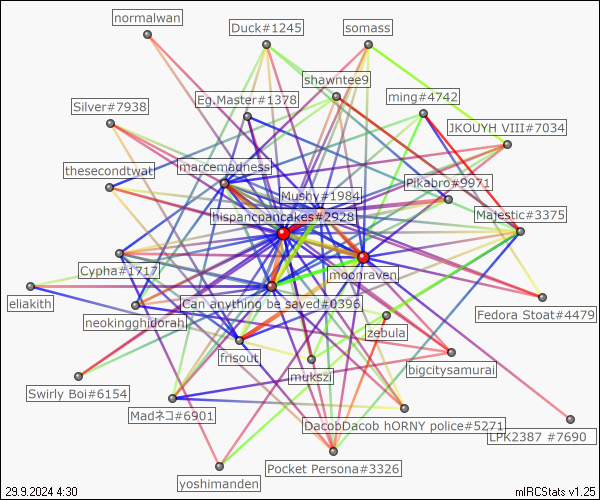 normalwan
Duck#1245
somass
shawntee9
Eg.Master#1378
ming#4742
Silver#7938
JKOUYH VIII#7034
thesecondtwat
marcemadness
Pikabro#9971
Mushy#1984
hispancpancakes#2928
Majestic#3375
Cypha#1717
moonraven
eliakith
Can anything be saved#0396
Fedora Stoat#4479
neokingghidorah
zebula
frisout
mukszi
bigcitysamurai
Swirly Boi#6154
Madネコ#6901
DacobDacob hORNY police#5271
LPK2387 #7690
Pocket Persona#3326
yoshimanden
29.9.2024 4:30
mIRCStats v1.25